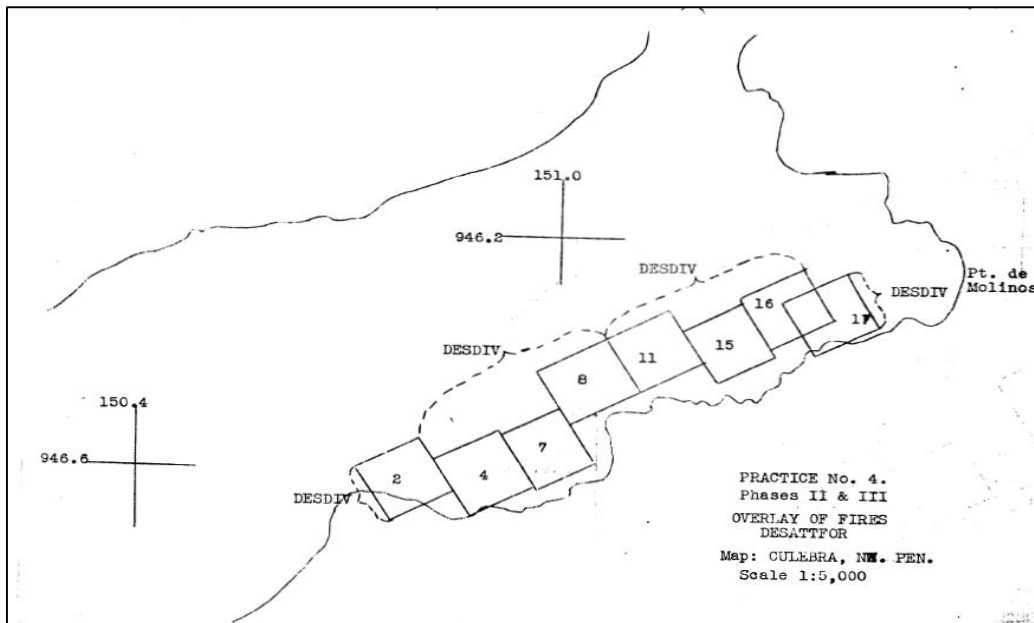 151.0
946.2
DESDIV
Pt. de
Molinos
DESDIV
16
17
DESDIV
15
11
8
150.4
946.6
7
2
4
DESDIV
PRACTICE No. 4.
Phases II & III
OVERLAY OF FIRES
DESATTFOR
Map: CULEBRA, NW. PEN.
Scale 1:5,000